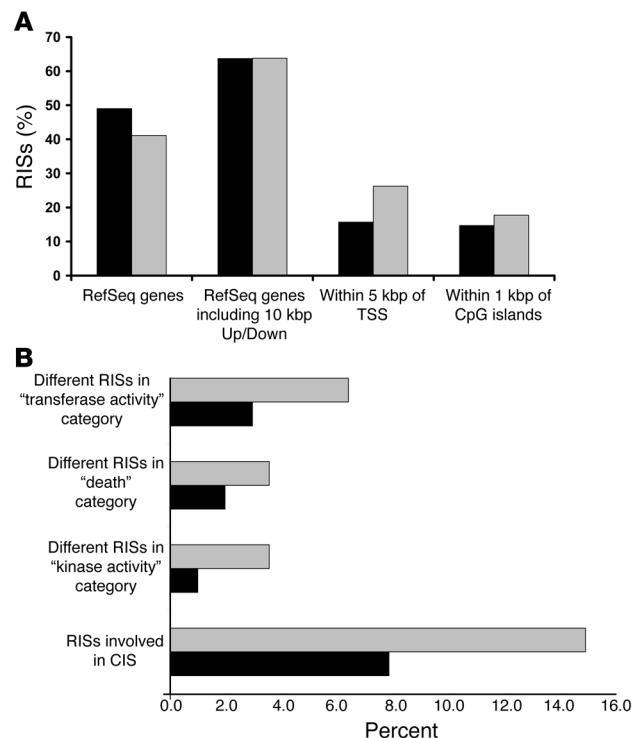 A
70
60
50
40
30
20
10
0
RISs (%)
RefSeq genes
RefSeq genes
including 10 kbp
Up/Down
Within 5 kbp of
TSS
Within 1 kbp of
CpG islands
B
Different RISs in
“transferase activity”
category
Different RISs in
“death”
category
Different RISs in
“kinase activity”
category
RISs involved
in CIS
0.0 2.0 4.0 6.0 8.0 10.0 12.0 14.0 16.0
Percent